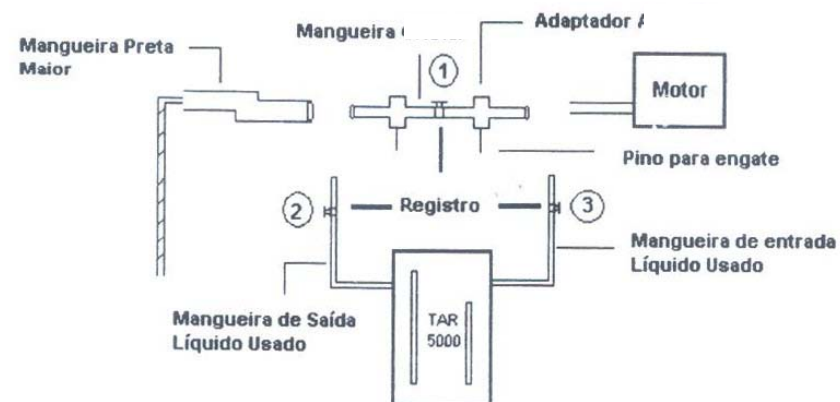 Mangueira Preta
Maior
Mangueira
Adaptador
1
Motor
Pino para engate
2
Registro
3
Mangueira de entrada
Líquido Usado
Mangueira de Saída
Líquido Usado
TAR
5000